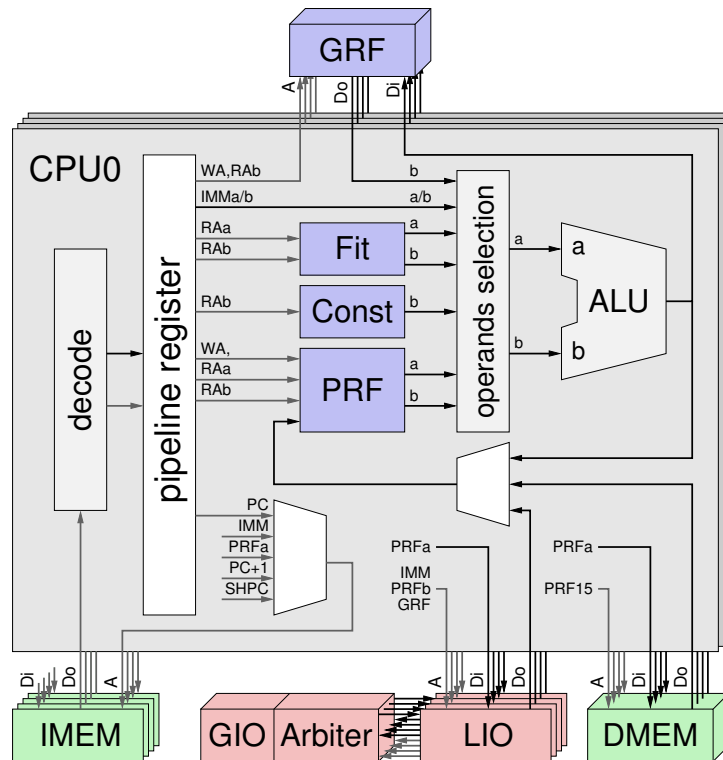 GRF
A
Do
Di
CPU0
WA,RAb
b
IMMa/b
a/b
RAa
a
RAb
Fit
b
RAb
Const
b
WA,
RAa
PRF
a
RAb
b
decode
pipeline register
operands selection
a
a
ALU
b
b
PC
IMM
PRFa
PC+1
SHPC
PRFa
IMM
PRFb
GRF
PRFa
PRF15
Di
Do
A
A
Di
Do
A
Di
Do
IMEM
GIO
Arbiter
LIO
DMEM